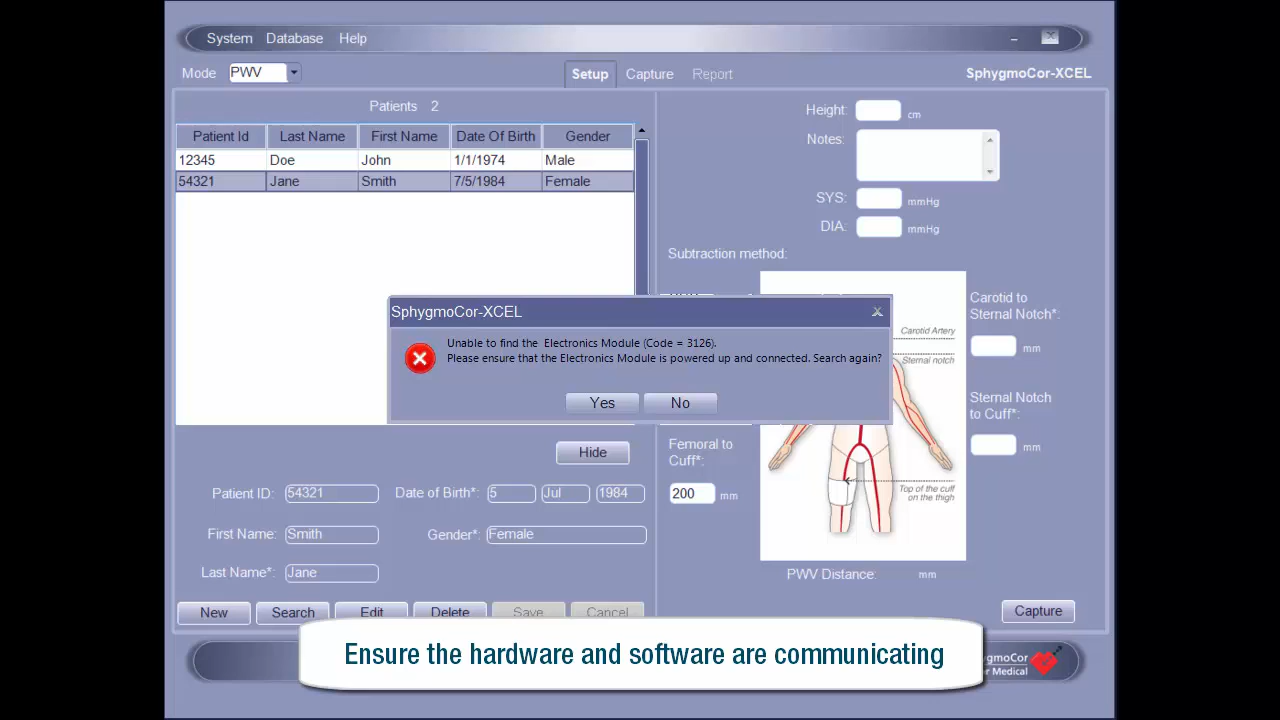 System Database Help
Mode PWV
Setup Capture Report
SphygmoCor-XCEL
Patients 2
Patient Id Last Name First Name Date Of Birth Gender
12345 Doe John 1/1/1974 Male
54321 Jane Smith 7/5/1984 Female
Height: cm
Notes:
SYS: mmHg
DIA: mmHg
Subtraction method:
SphygmoCor-XCEL
Unable to find the Electronics Module (Code = 3126).
Please ensure that the Electronics Module is powered up and connected. Search again?
Yes No
Carotid Artery
Sternal notch
Carotid to
Sternal Notch*:
mm
Sternal Notch
to Cuff*:
mm
Femoral to
Cuff*:
200 mm
Top of the cuff
on the thigh
PWV Distance: mm
Hide
Patient ID: 54321 Date of Birth*: 5 Jul 1984
First Name: Smith Gender*: Female
Last Name*: Jane
New Search Edit Delete Save Cancel
Capture
Ensure the hardware and software are communicating